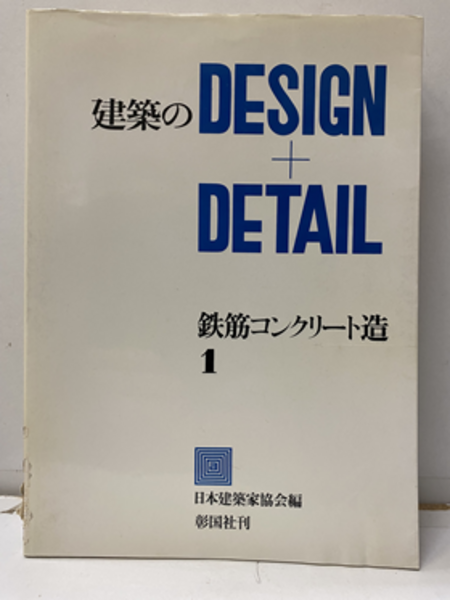 建築の DESIGN
+
DETAIL
鉄筋コンクリート造
1
日本建築家協会編
彰国社刊